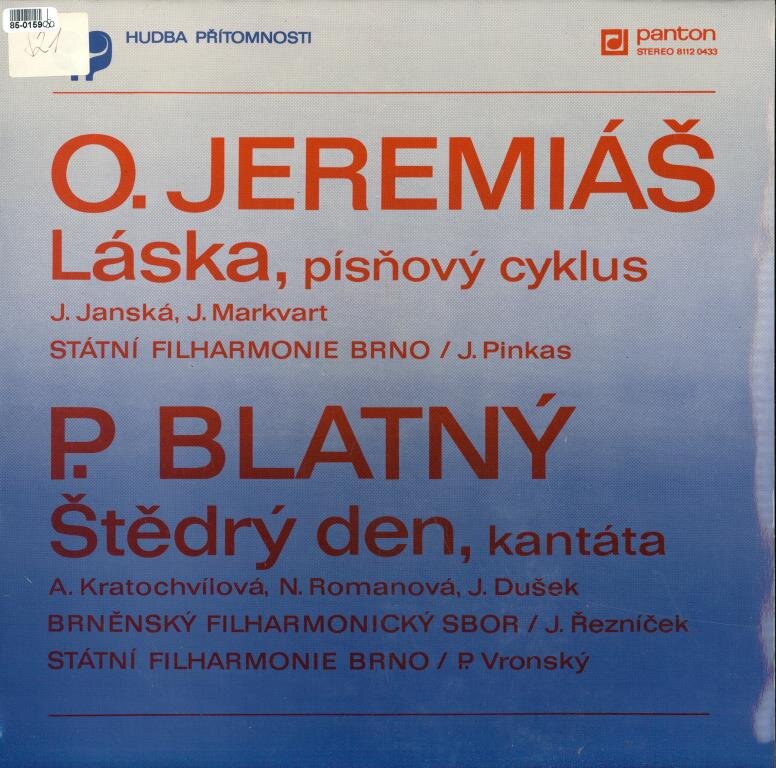 85-0159
HUDBA PŘÍTOMNOSTI
panton
STEREO 8112 0433
O. JEREMIÁŠ
Láska, písňový cyklus
J. Janská, J. Markvart
STÁTNÍ FILHARMONIE BRNO / J. Pinkas
P. BLATNÝ
Štědrý den, kantáta
A. Kratochvílová, N. Romanová, J. Dušek
BRNĚNSKÝ FILHARMONICKÝ SBOR / J. Řezníček
STÁTNÍ FILHARMONIE BRNO / P. Vronský